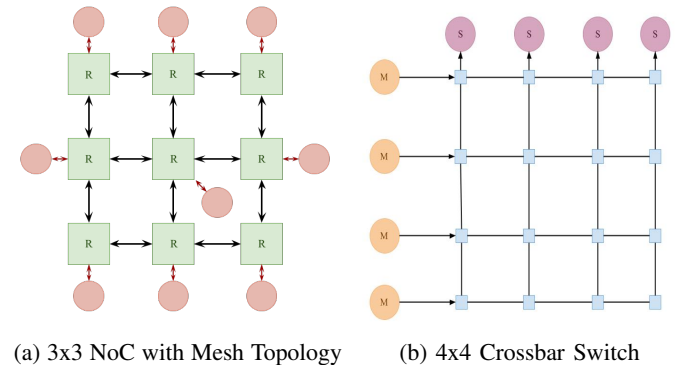 S S S S
R R R M
R R R M
M
R R R
M
(a) 3x3 NoC with Mesh Topology
(b) 4x4 Crossbar Switch